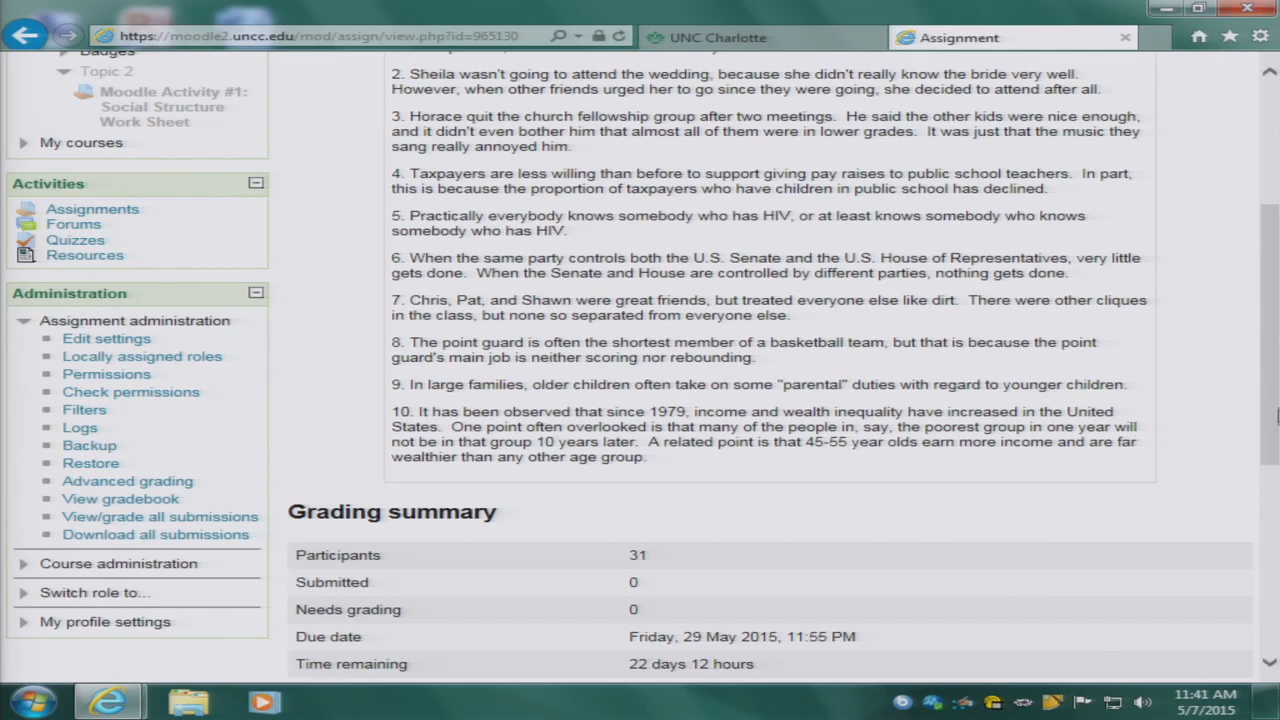 https://moodle2.uncc.edu/mod/assign/view.php?id=965130
UNC Charlotte
Assignment
Badges
Topic 2
Moodle Activity #1:
Social Structure
Work Sheet
My courses
Activities
Assignments
Forums
Quizzes
Resources
Administration
Assignment administration
Edit settings
Locally assigned roles
Permissions
Check permissions
Filters
Logs
Backup
Restore
Advanced grading
View gradebook
View/grade all submissions
Download all submissions
Course administration
Switch role to...
My profile settings
2. Sheila wasn't going to attend the wedding, because she didn't really know the bride very well.
However, when other friends urged her to go since they were going, she decided to attend after all.
3. Horace quit the church fellowship group after two meetings. He said the other kids were nice enough,
and it didn't even bother him that almost all of them were in lower grades. It was just that the music they
sang really annoyed him.
4. Taxpayers are less willing than before to support giving pay raises to public school teachers. In part,
this is because the proportion of taxpayers who have children in public school has declined.
5. Practically everybody knows somebody who has HIV, or at least knows somebody who knows
somebody who has HIV.
6. When the same party controls both the U.S. Senate and the U.S. House of Representatives, very little
gets done. When the Senate and House are controlled by different parties, nothing gets done.
7. Chris, Pat, and Shawn were great friends, but treated everyone else like dirt. There were other cliques
in the class, but none so separated from everyone else.
8. The point guard is often the shortest member of a basketball team, but that is because the point
guard's main job is neither scoring nor rebounding.
9. In large families, older children often take on some "parental" duties with regard to younger children.
10. It has been observed that since 1979, income and wealth inequality have increased in the United
States. One point often overlooked is that many of the people in, say, the poorest group in one year will
not be in that group 10 years later. A related point is that 45-55 year olds earn more income and are far
wealthier than any other age group.
Grading summary
Participants 31
Submitted 0
Needs grading 0
Due date Friday, 29 May 2015, 11:55 PM
Time remaining 22 days 12 hours
11:41 AM
5/7/2015